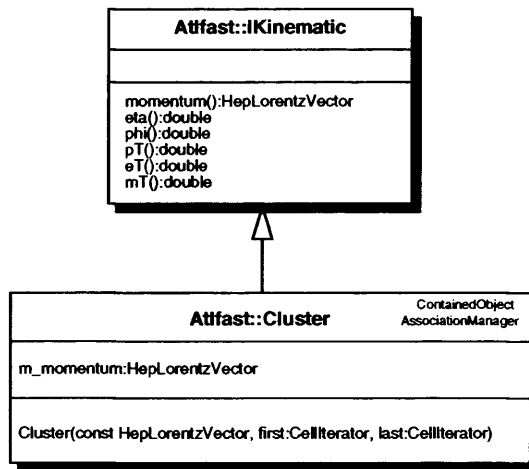 Atlfast::IKinematic
momentum():HepLorentzVector
eta():double
phi():double
pT():double
eT():double
mT():double
ContainedObject
Atlfast::Cluster
AssociationManager
m_momentum:HepLorentzVector
Cluster(const HepLorentzVector, first:CellIterator, last:CellIterator)